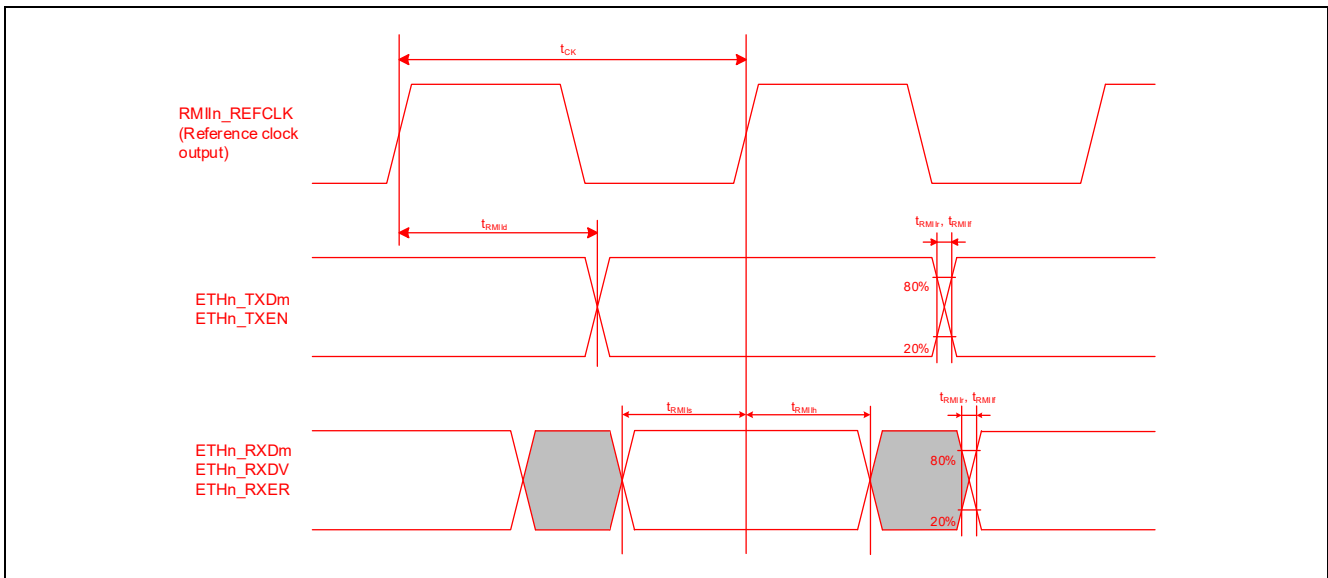 tCK
RMIIn_REFCLK
(Reference clock
output)
tRMIId
tRMIIr, tRMIIf
ETHn_TXDm
ETHn_TXEN
80%
20%
tRMIIs
tRMIIh
tRMIIr, tRMIIf
ETHn_RXDm
ETHn_RXDV
ETHn_RXER
80%
20%